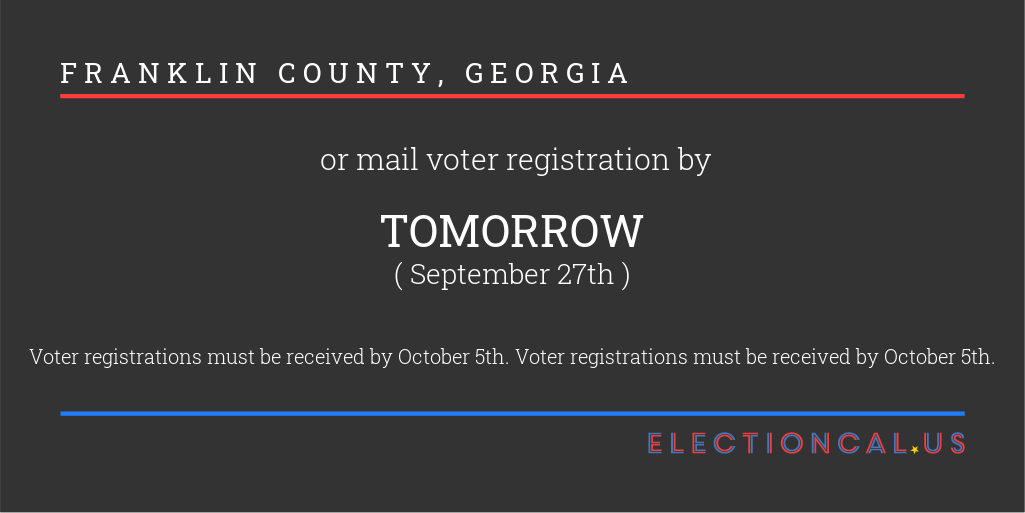 FRANKLIN COUNTY, GEORGIA
or mail voter registration by
TOMORROW
( September 27th )
Voter registrations must be received by October 5th. Voter registrations must be received by October 5th.
ELECTIONCAL.US